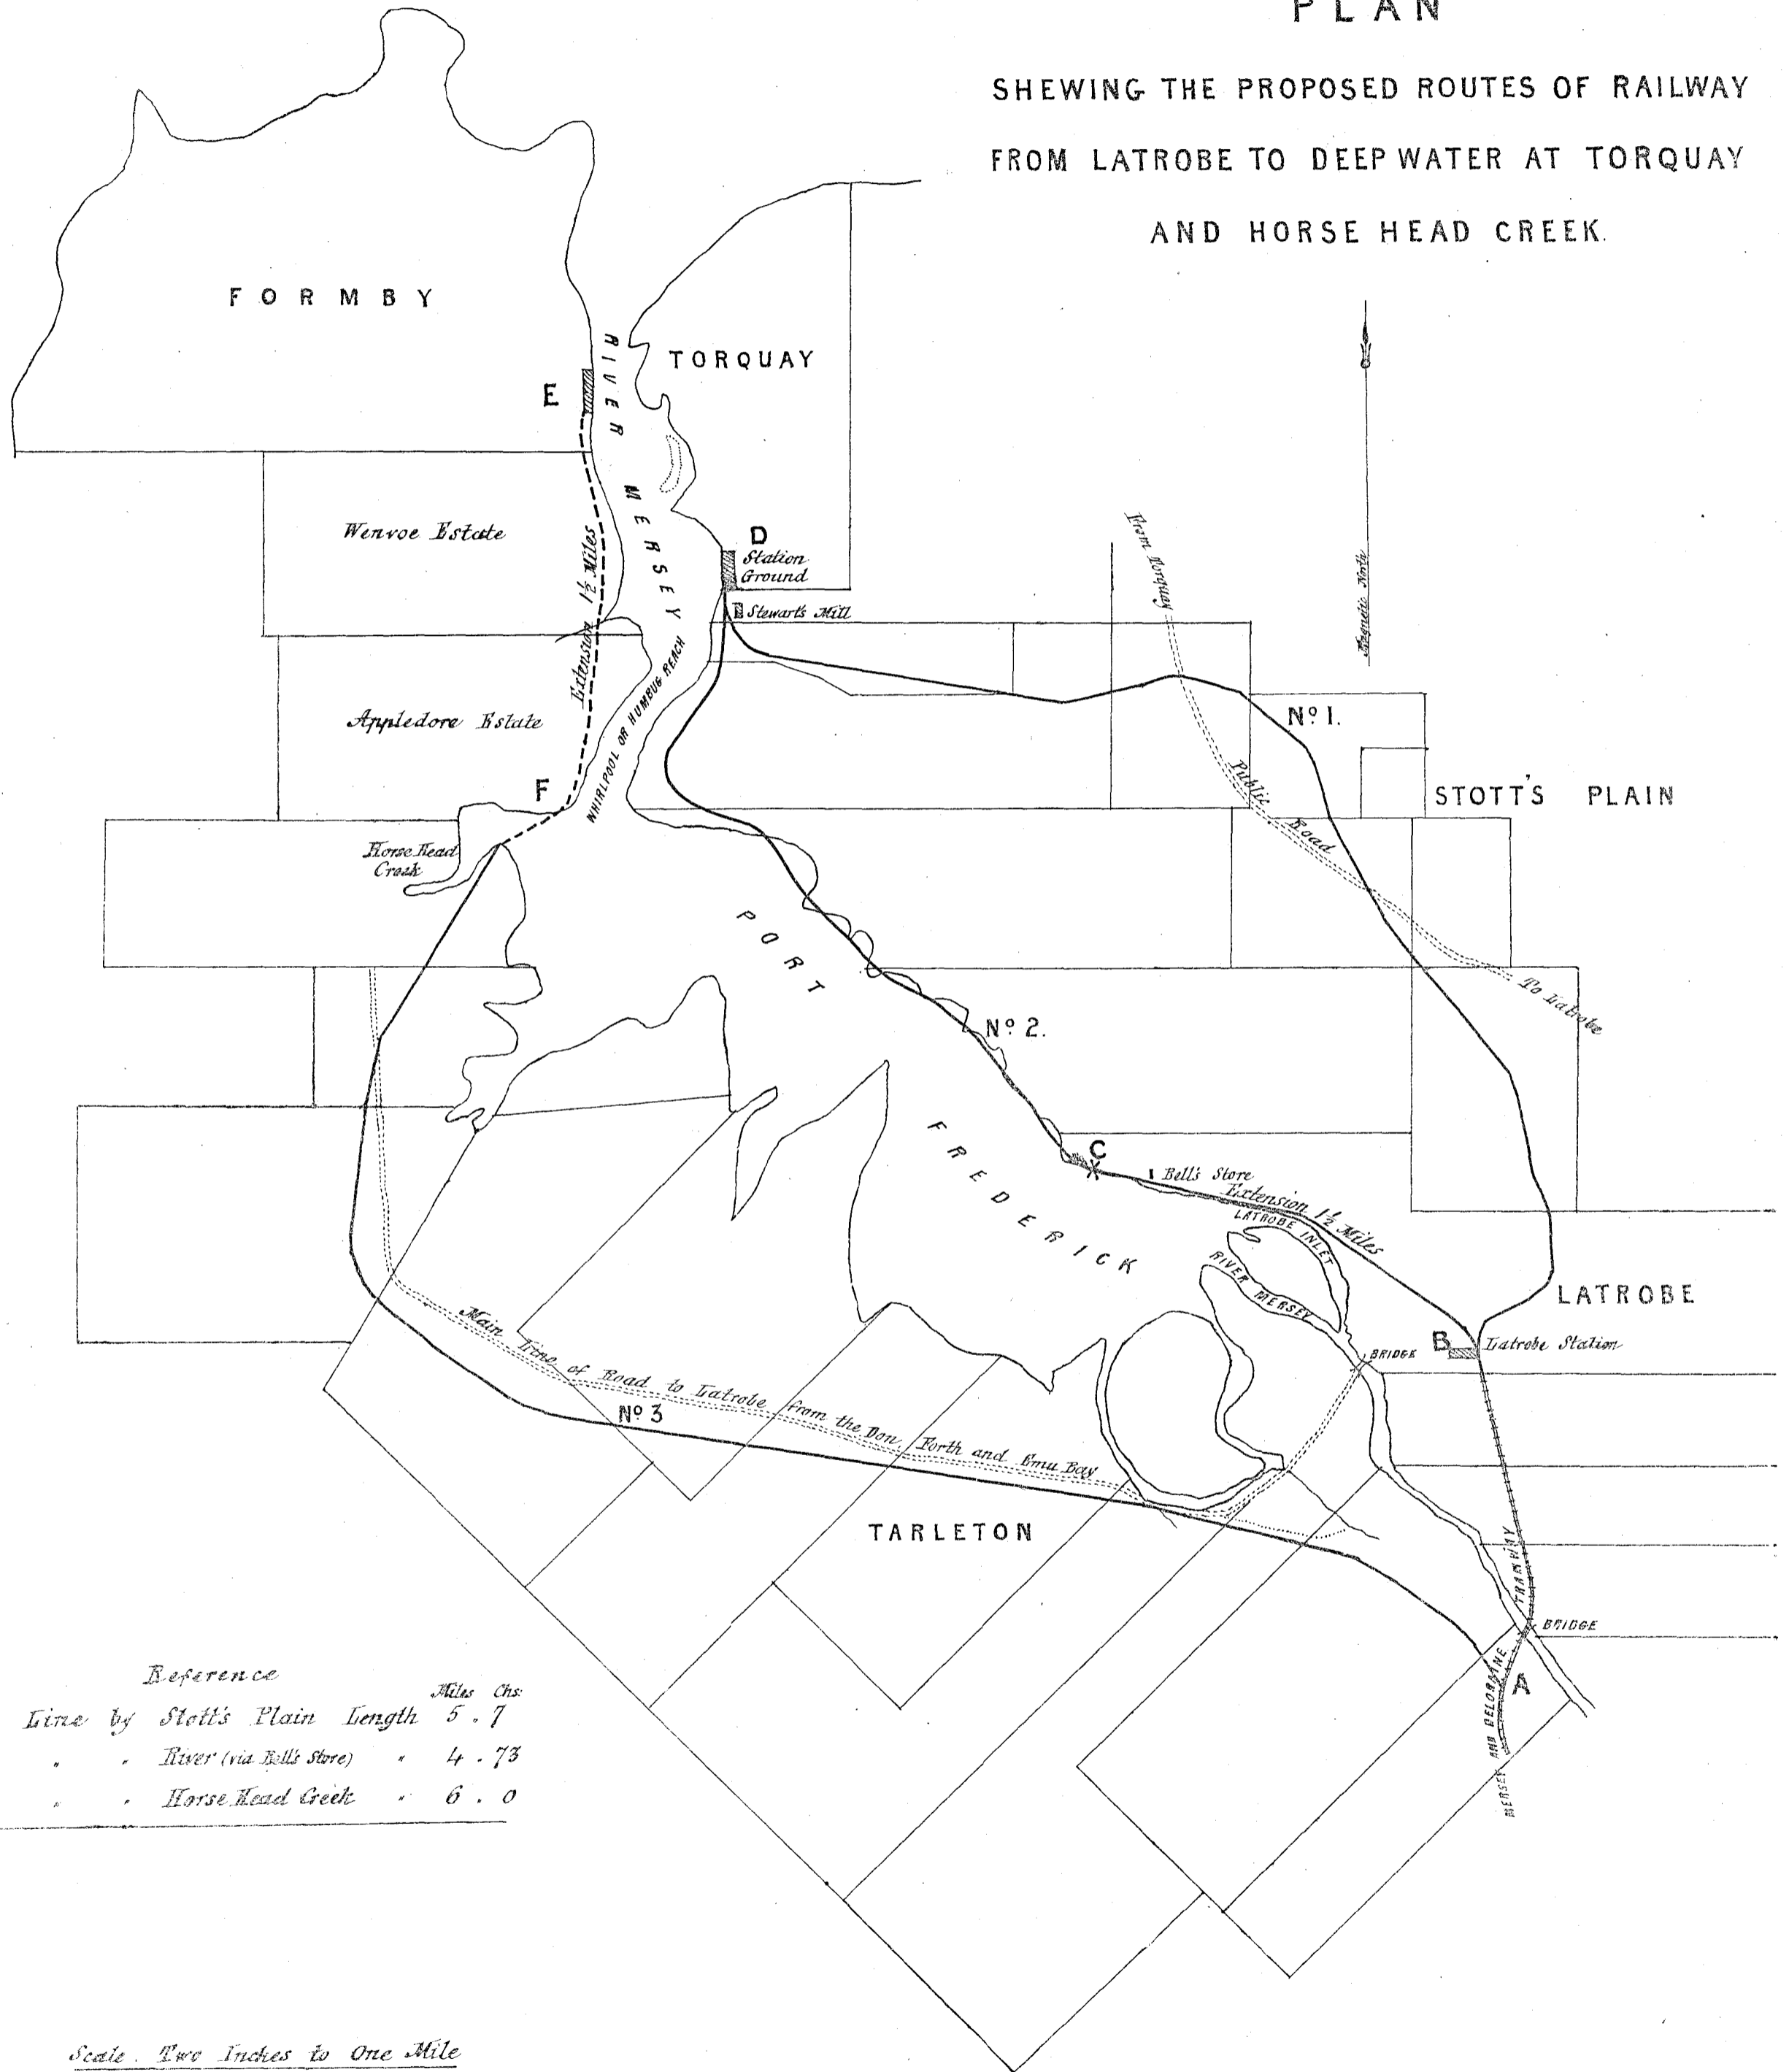 PLAN
SHEWING THE PROPOSED ROUTES OF RAILWAY
FROM LATROBE TO DEEP WATER AT TORQUAY
AND HORSE HEAD CREEK.
FORMBY
TORQUAY
RIVER MERSEY
E
D
Station
Ground
Stewart's Mill
Wenvoe Estate
Extension 1½ Miles
Appledore Estate
WHIRLPOOL OR HUMBUG REACH
F
Horse Head
Creek
From Northam
Magnetic North
No 1.
Public Road
STOTT'S PLAIN
To Latrobe
PORT
FREDERICK
No 2.
C
Bell's Store
Extension 1½ Miles
LATROBE INLET
RIVER MERSEY
LATROBE
B
Latrobe Station
BRIDGE
Main Line of Road to Latrobe from the Don Forth and Emu Bay
No 3
TARLETON
MERSEY AND DELORAINE TRAMWAY
BRIDGE
A
Reference
Miles Chs:
Line by Stott's Plain Length 5 . 7
" " River (via Bell's Store) " 4 . 73
" " Horse Head Creek " 6 . 0
Scale. Two Inches to One Mile